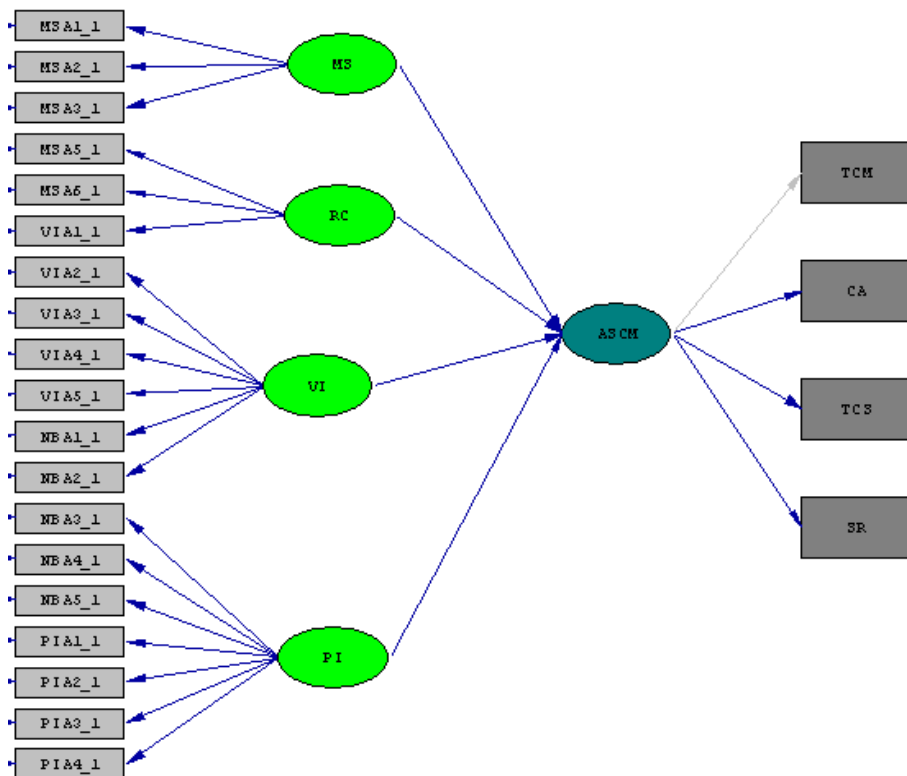 MSA1_1
MSA2_1
MSA3_1
MSA5_1
MSA6_1
VIA1_1
VIA2_1
VIA3_1
VIA4_1
VIA5_1
NBA1_1
NBA2_1
NBA3_1
NBA4_1
NBA5_1
PIA1_1
PIA2_1
PIA3_1
PIA4_1
MS
RC
VI
PI
ASCM
TCM
CA
TCS
SR